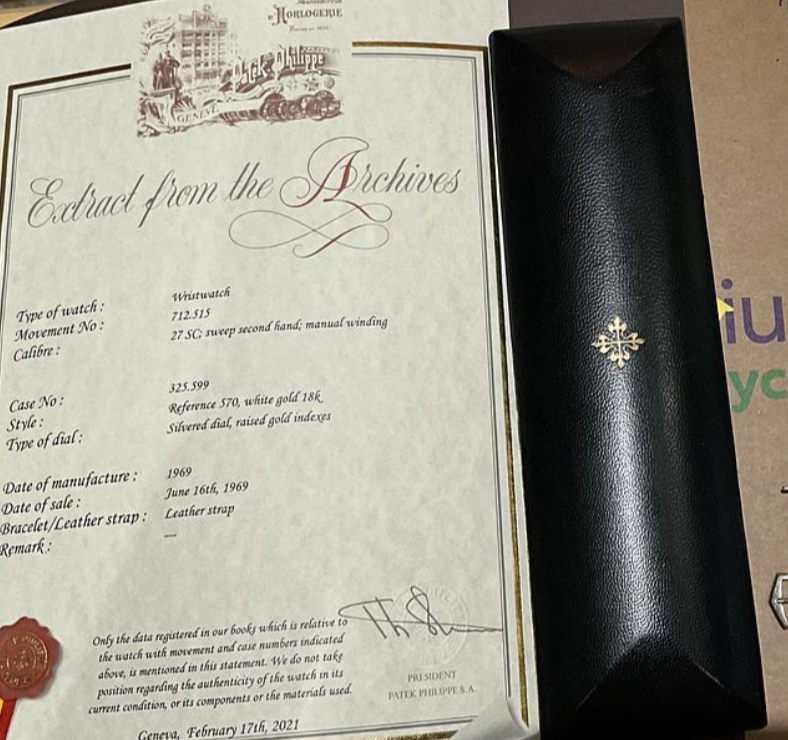 d'HORLOGERIE
Patek Philippe
GENÈVE
Extract from the Archives
Type of watch : Wristwatch
Movement No : 712.515
Calibre : 27 SC; sweep second hand; manual winding
Case No : 325.599
Style : Reference 570, white gold 18k
Type of dial : Silvered dial, raised gold indexes
Date of manufacture : 1969
Date of sale : June 16th, 1969
Bracelet/Leather strap : Leather strap
Remark : —
Only the data registered in our books which is relative to
the watch with movement and case numbers indicated
above, is mentioned in this statement. We do not take
position regarding the authenticity of the watch in its
current condition, or its components or the materials used.
PRESIDENT
PATEK PHILIPPE S.A.
Geneva, February 17th, 2021
iu
yc